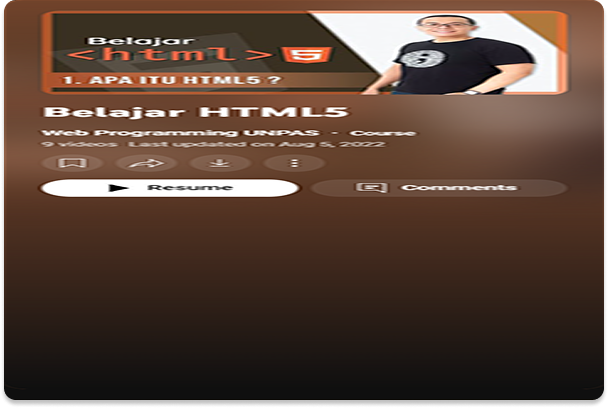 Belajar
<html>
5
1. APA ITU HTML5 ?
Belajar HTML5
Web Programming UNPAS - Course
9 videos Last updated on Aug 5, 2022
Resume
Comments